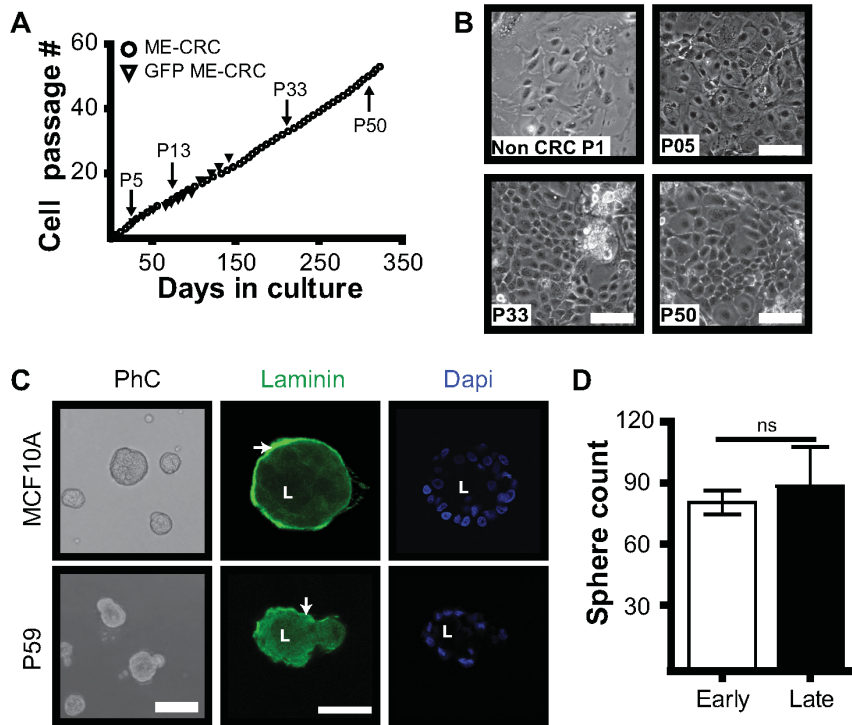 A
Cell passage #
60
40
20
ME-CRC
GFP ME-CRC
P5
P13
P33
P50
50
150
250
350
Days in culture
B
Non CRC P1
P05
P33
P50
C
PhC
Laminin
Dapi
MCF10A
L
L
P59
L
L
D
Sphere count
120
90
60
30
ns
Early
Late